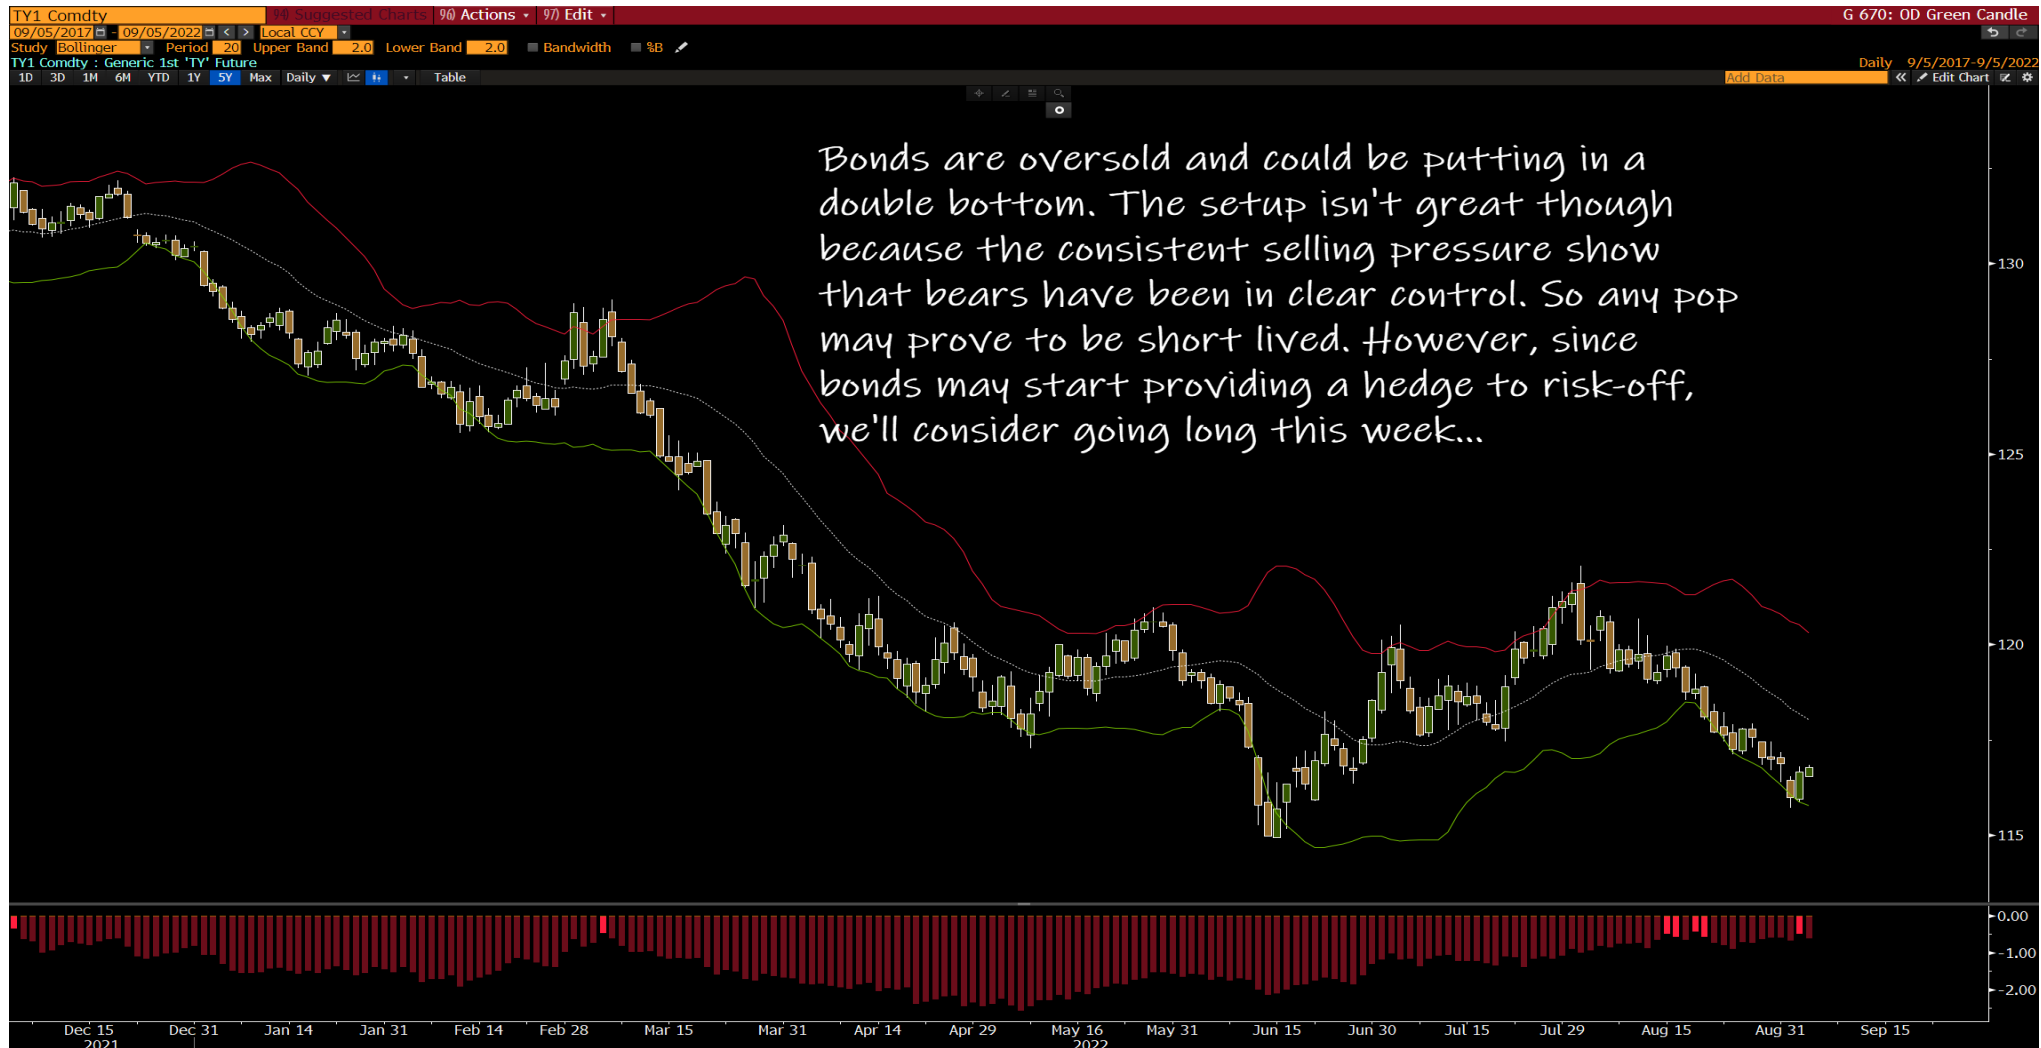 TY1 Comdty 94) Suggested Charts 96) Actions 97) Edit G 670: OD Green Candle
09/05/2017 - 09/05/2022 < > Local CCY
Study Bollinger Period 20 Upper Band 2.0 Lower Band 2.0 Bandwidth %B
TY1 Comdty : Generic 1st 'TY' Future Daily 9/5/2017-9/5/2022
1D 3D 1M 6M YTD 1Y 5Y Max Daily ▼ Table Add Data « Edit Chart
Bonds are oversold and could be putting in a
double bottom. The setup isn't great though
because the consistent selling pressure show
that bears have been in clear control. So any pop
may prove to be short lived. However, since
bonds may start providing a hedge to risk-off,
we'll consider going long this week...
130
125
120
115
0.00
-1.00
-2.00
Dec 15 Dec 31 Jan 14 Jan 31 Feb 14 Feb 28 Mar 15 Mar 31 Apr 14 Apr 29 May 16 May 31 Jun 15 Jun 30 Jul 15 Jul 29 Aug 15 Aug 31 Sep 15
2021 2022